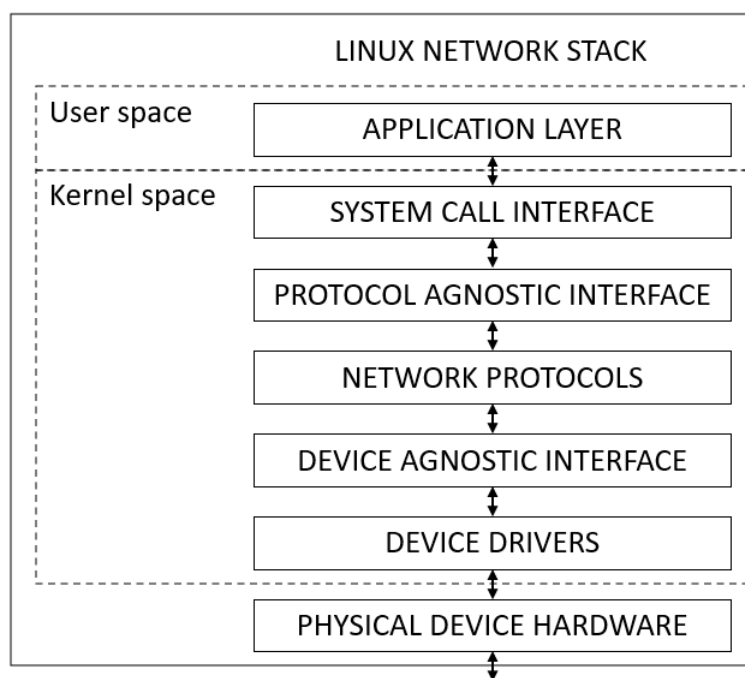 LINUX NETWORK STACK
User space
APPLICATION LAYER
Kernel space
SYSTEM CALL INTERFACE
PROTOCOL AGNOSTIC INTERFACE
NETWORK PROTOCOLS
DEVICE AGNOSTIC INTERFACE
DEVICE DRIVERS
PHYSICAL DEVICE HARDWARE